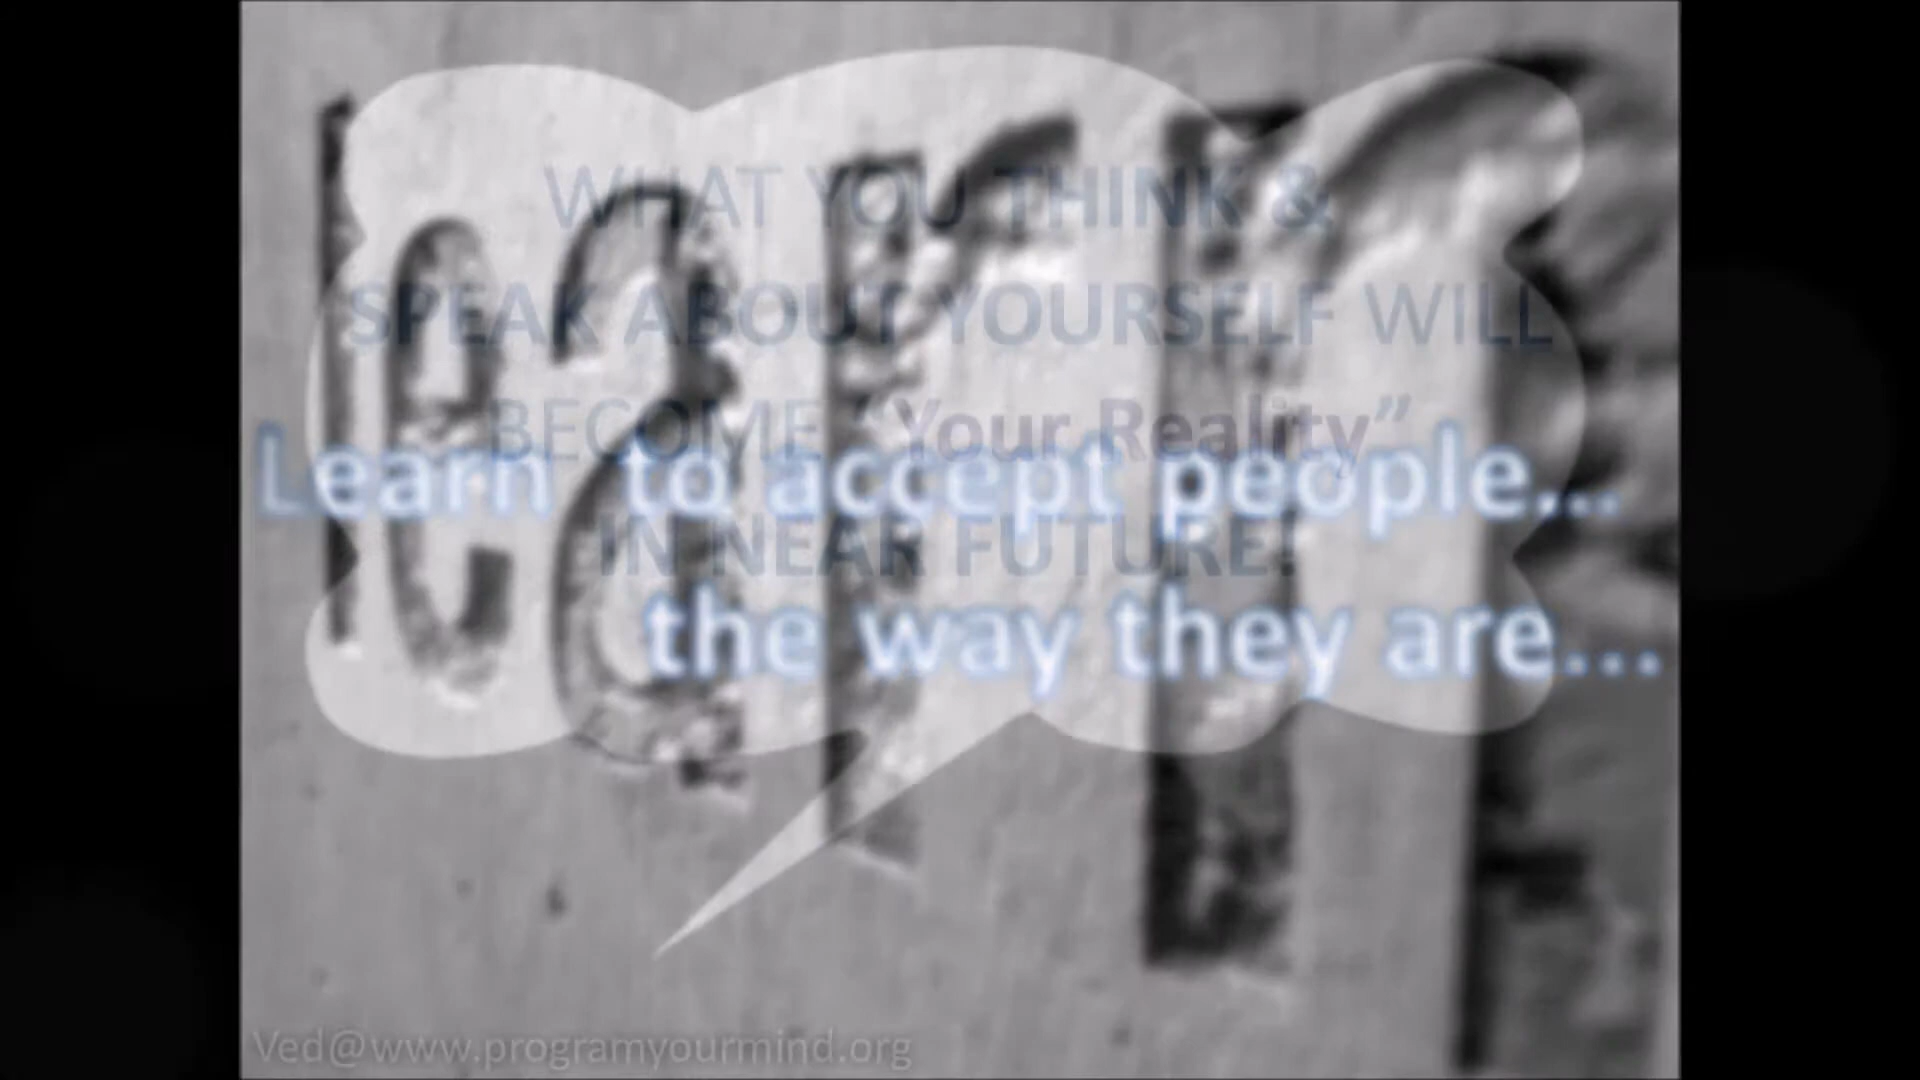 WHAT YOU THINK &
SPEAK ABOUT YOURSELF WILL
BECOME “Your Reality”
IN NEAR FUTURE!
Learn to accept people...
the way they are...
learn
Ved@www.programyourmind.org